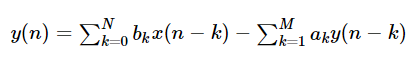 y(n) = ∑_{k=0}^{N} b_k x(n − k) − ∑_{k=1}^{M} a_k y(n − k)